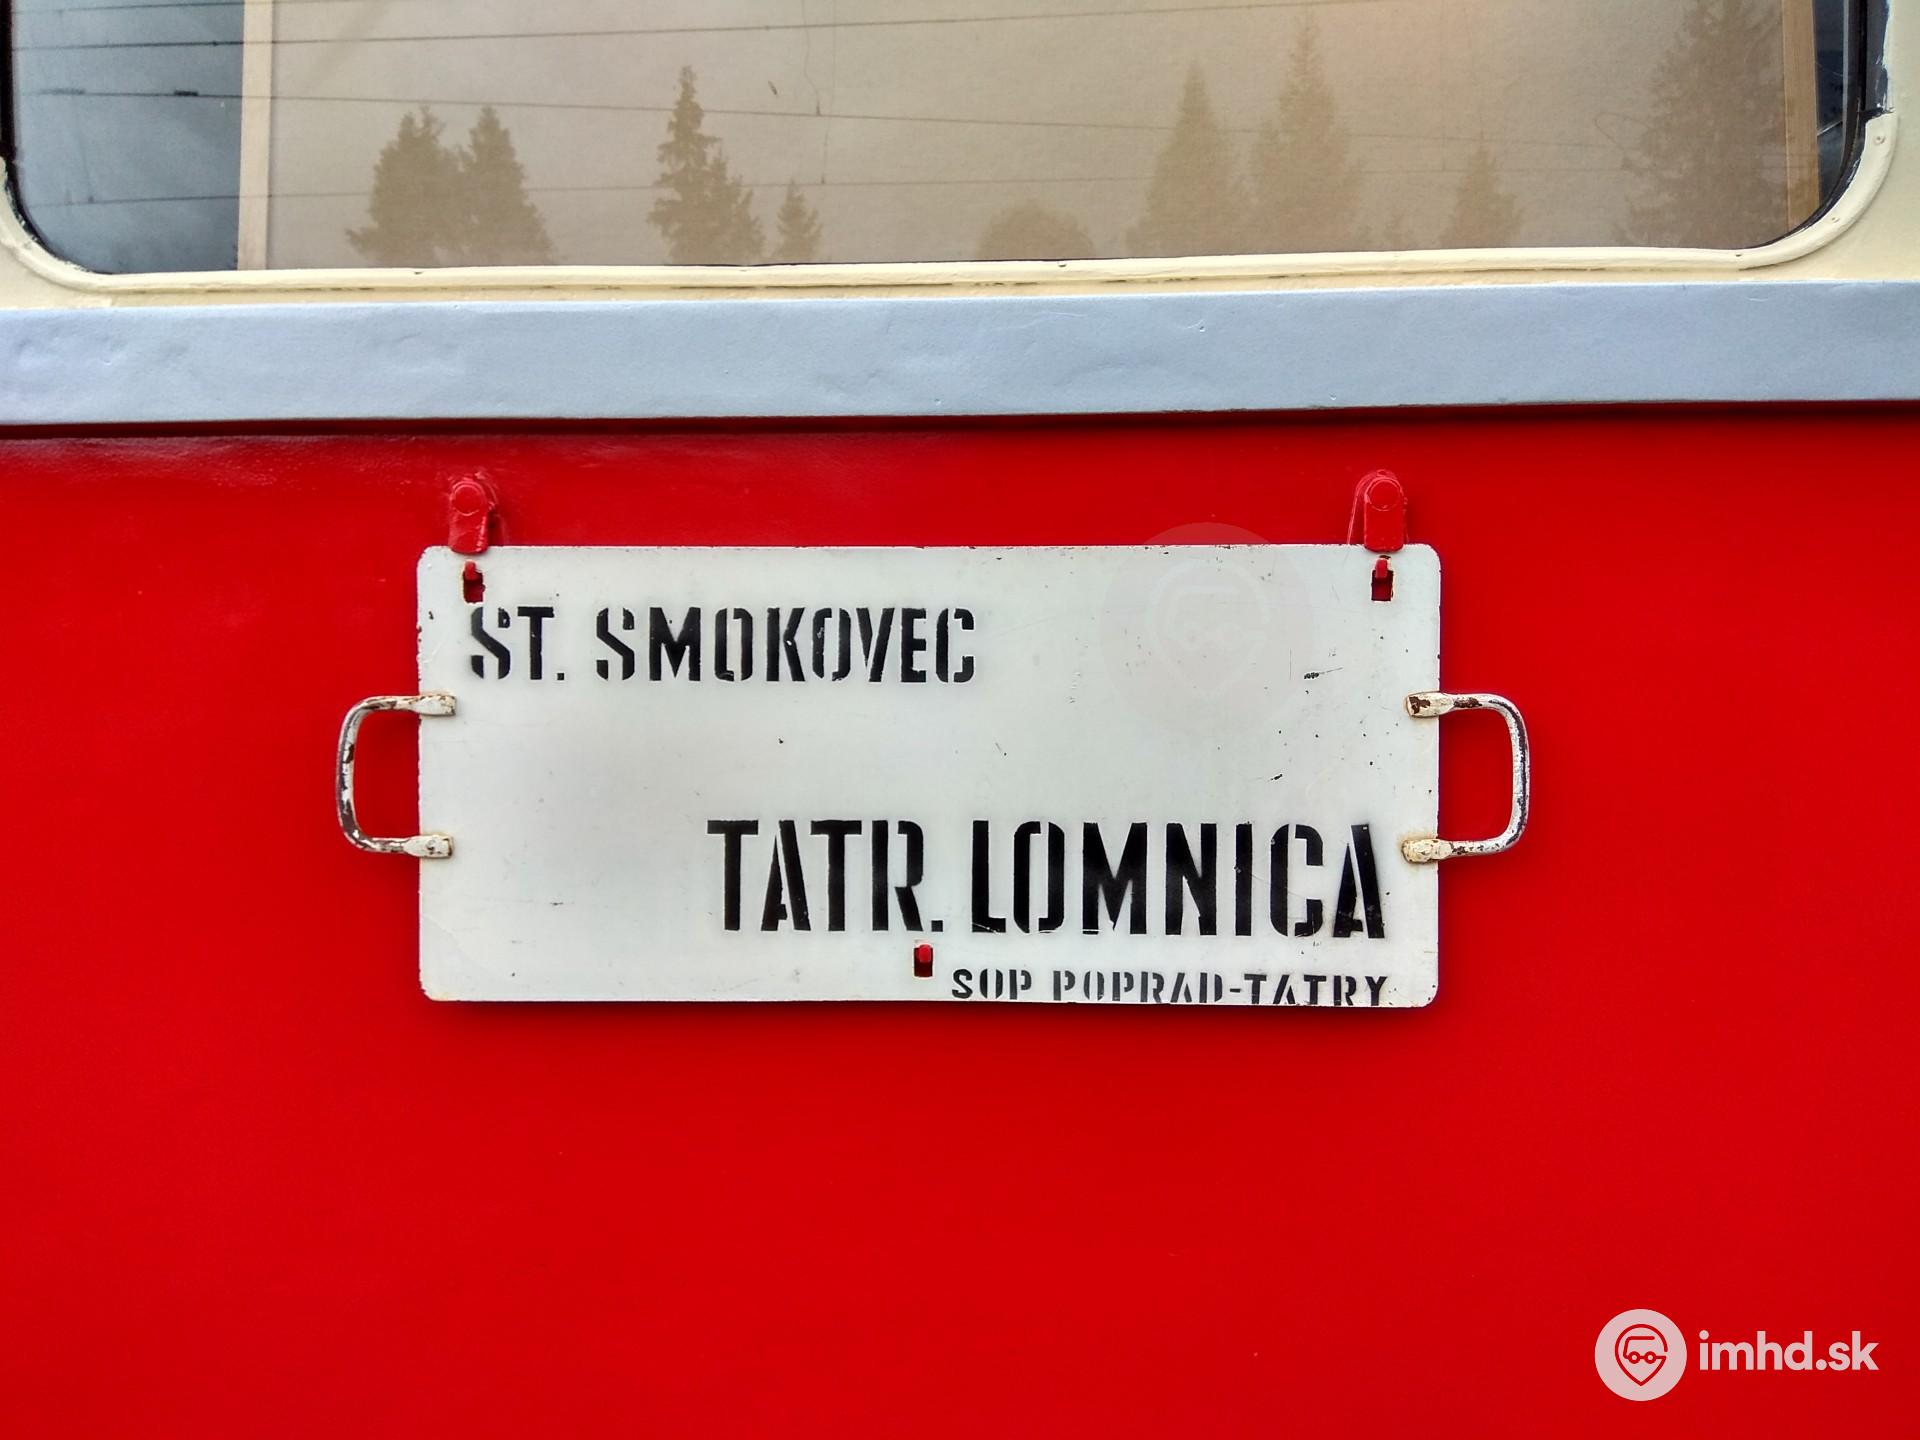 ST. SMOKOVEC
TATR. LOMNICA
SOP POPRAD-TATRY
imhd.sk